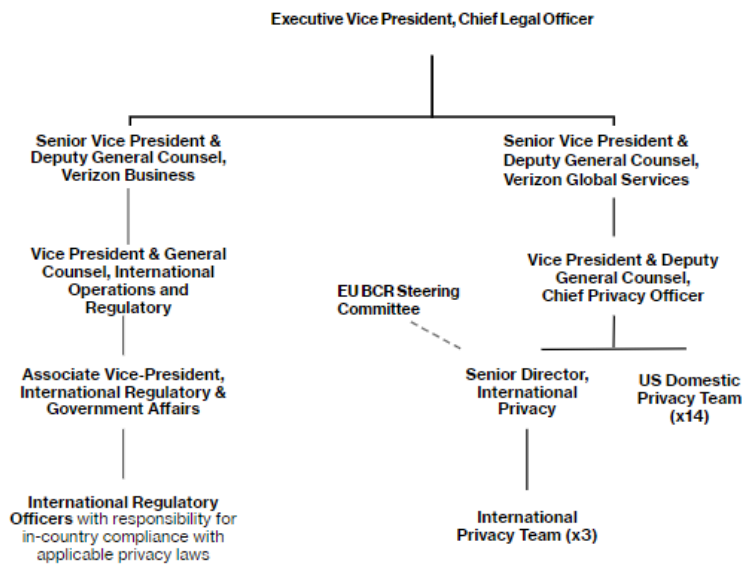 Executive Vice President, Chief Legal Officer
Senior Vice President &
Deputy General Counsel,
Verizon Business
Senior Vice President &
Deputy General Counsel,
Verizon Global Services
Vice President & General
Counsel, International
Operations and
Regulatory
EU BCR Steering
Committee
Vice President & Deputy
General Counsel,
Chief Privacy Officer
Associate Vice-President,
International Regulatory &
Government Affairs
Senior Director,
International
Privacy
US Domestic
Privacy Team
(x14)
International Regulatory
Officers with responsibility for
in-country compliance with
applicable privacy laws
International
Privacy Team (x3)